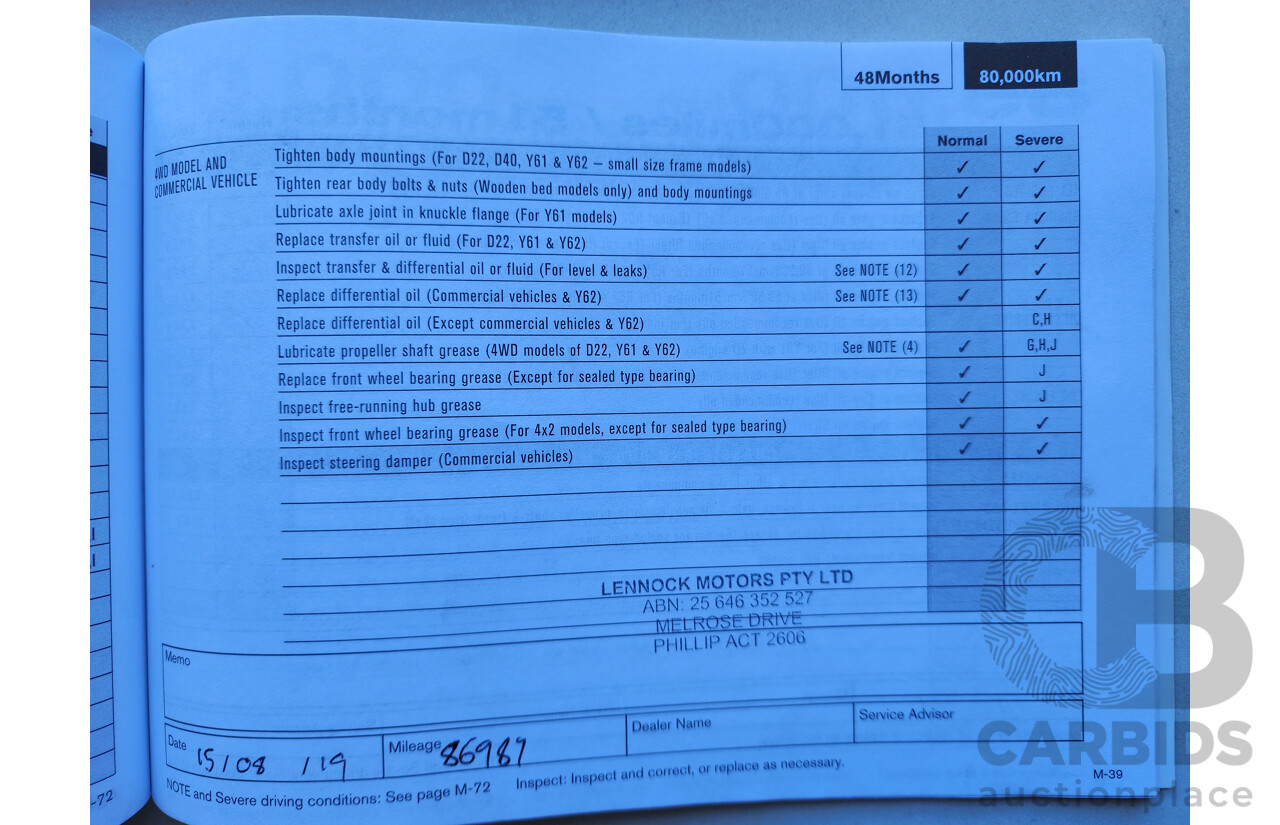 48Months 80,000km
Normal Severe
4WD MODEL AND
COMMERCIAL VEHICLE
Tighten body mountings (For D22, D40, Y61 & Y62 – small size frame models) ✓ ✓
Tighten rear body bolts & nuts (Wooden bed models only) and body mountings ✓ ✓
Lubricate axle joint in knuckle flange (For Y61 models) ✓ ✓
Replace transfer oil or fluid (For D22, Y61 & Y62) ✓ ✓
Inspect transfer & differential oil or fluid (For level & leaks) See NOTE (12) ✓ ✓
Replace differential oil (Commercial vehicles & Y62) See NOTE (13) ✓ ✓
Replace differential oil (Except commercial vehicles & Y62) C,H
Lubricate propeller shaft grease (4WD models of D22, Y61 & Y62) See NOTE (4) ✓ G,H,J
Replace front wheel bearing grease (Except for sealed type bearing) ✓ J
Inspect free-running hub grease ✓ J
Inspect front wheel bearing grease (For 4x2 models, except for sealed type bearing) ✓ ✓
Inspect steering damper (Commercial vehicles) ✓ ✓
LENNOCK MOTORS PTY LTD
ABN: 25 646 352 527
MELROSE DRIVE
PHILLIP ACT 2606
Memo
Date 15/08/19 Mileage 86987 Dealer Name Service Advisor
NOTE and Severe driving conditions: See page M-72 Inspect: Inspect and correct, or replace as necessary.
M-39
-72
CB
CARBIDS
auctionplace